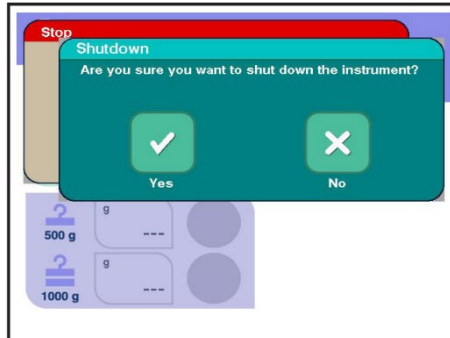 Stop
Shutdown
Are you sure you want to shut down the instrument?
Yes
No
g
---
500 g
g
---
1000 g